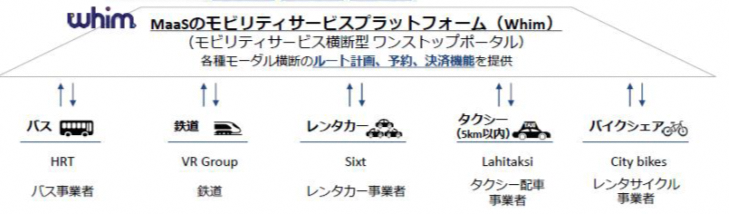 whim. MaaSのモビリティサービスプラットフォーム（Whim）
（モビリティサービス横断型 ワンストップポータル）
各種モーダル横断のルート計画、予約、決済機能を提供
バス
鉄道
レンタカー
タクシー
(5km以内)
バイクシェア
HRT
VR Group
Sixt
Lahitaksi
City bikes
バス事業者
鉄道
レンタカー事業者
タクシー配車
事業者
レンタサイクル
事業者